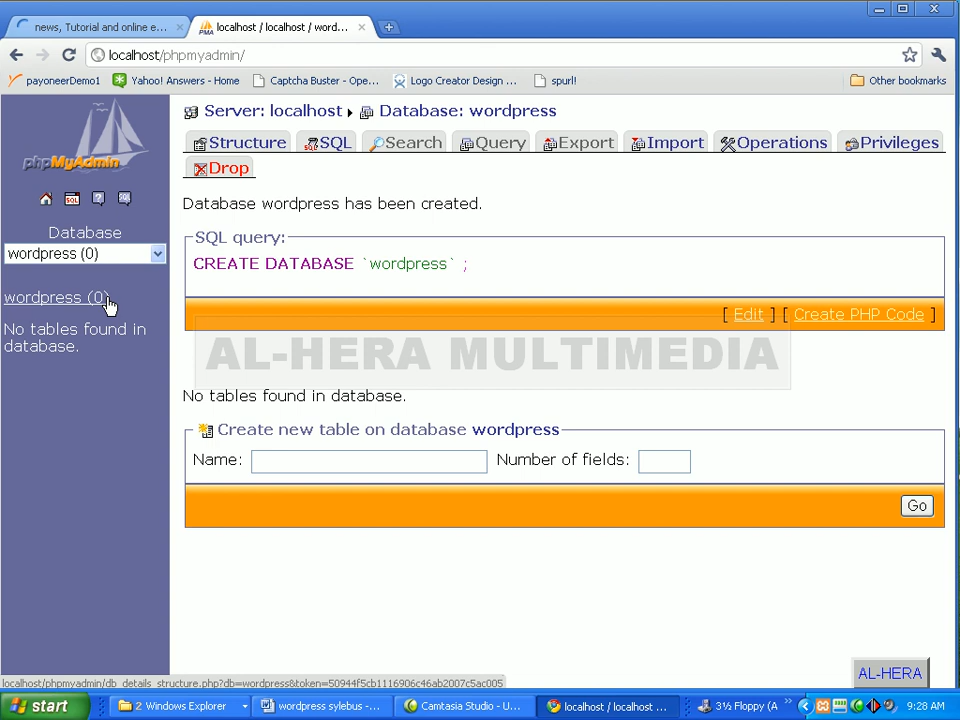 news, Tutorial and online e...
localhost / localhost / word...
localhost/phpmyadmin/
payoneerDemo1
Yahoo! Answers - Home
Captcha Buster - Ope...
Logo Creator Design ...
spurl!
Other bookmarks
phpMyAdmin
Server: localhost
Database: wordpress
Structure
SQL
Search
Query
Export
Import
Operations
Privileges
Drop
Database
wordpress (0)
wordpress (0)
No tables found in
database.
Database wordpress has been created.
SQL query:
CREATE DATABASE `wordpress` ;
[ Edit ] [ Create PHP Code ]
AL-HERA MULTIMEDIA
No tables found in database.
Create new table on database wordpress
Name:
Number of fields:
Go
AL-HERA
localhost/phpmyadmin/db_details_structure.php?db=wordpress&token=50944f5cb1116906c46ab2007c5ac005
start
2 Windows Explorer
wordpress sylebus -...
Camtasia Studio - U...
localhost / localhost ...
3½ Floppy (A
9:28 AM